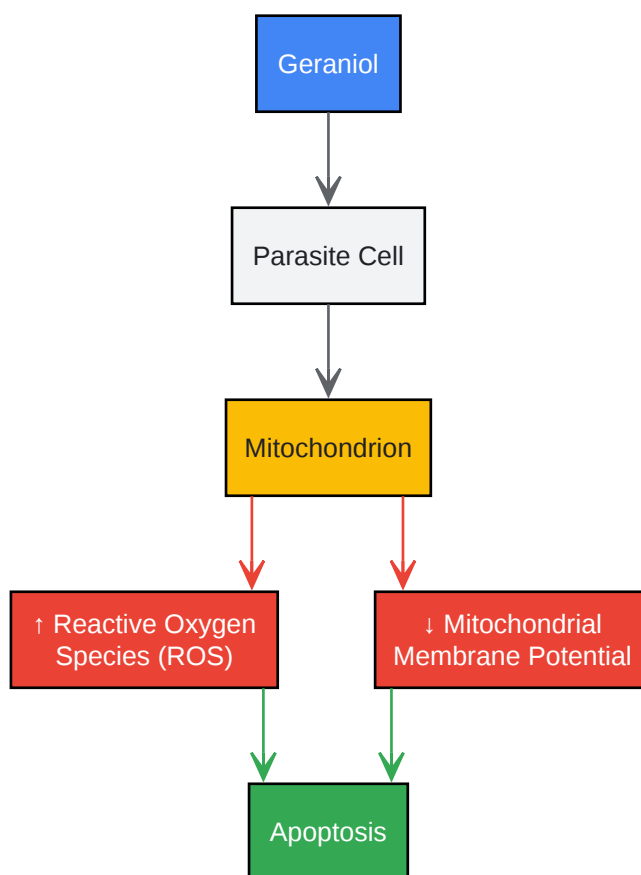 Geraniol
Parasite Cell
Mitochondrion
↑ Reactive Oxygen
Species (ROS)
↓ Mitochondrial
Membrane Potential
Apoptosis